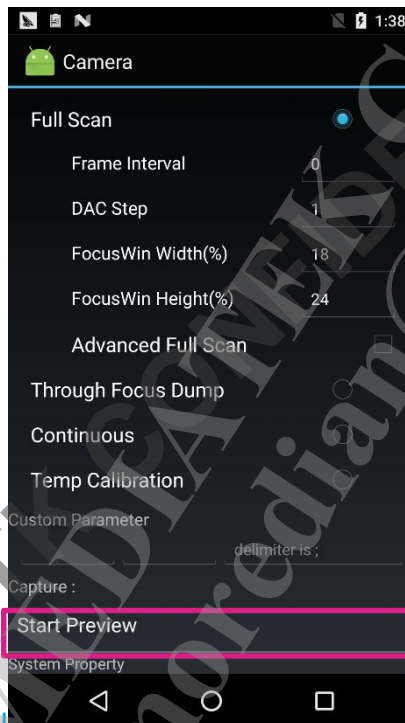 1:38
Camera
Full Scan
Frame Interval 0
DAC Step 1
FocusWin Width(%) 18
FocusWin Height(%) 24
Advanced Full Scan
Through Focus Dump
Continuous
Temp Calibration
Custom Parameter
delimiter is ;
Capture :
Start Preview
System Property
MEDIATEK